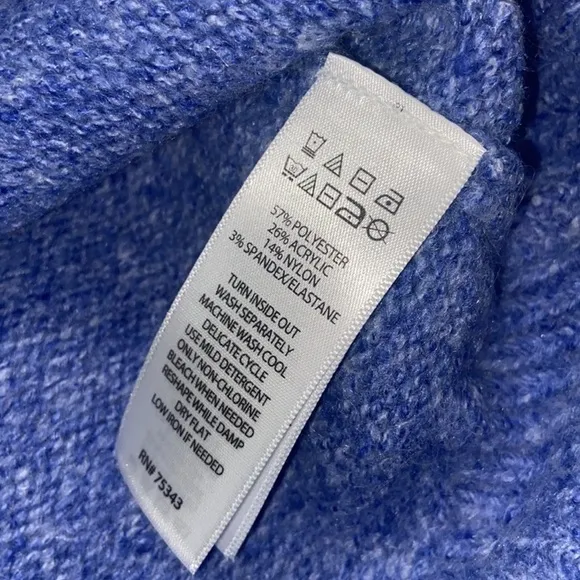 57% POLYESTER
26% ACRYLIC
14% NYLON
3% SPANDEX/ELASTANE
TURN INSIDE OUT
WASH SEPARATELY
MACHINE WASH COOL
DELICATE CYCLE
USE MILD DETERGENT
ONLY NON-CHLORINE
BLEACH WHEN NEEDED
RESHAPE WHILE DAMP
DRY FLAT
LOW IRON IF NEEDED
RN# 75343